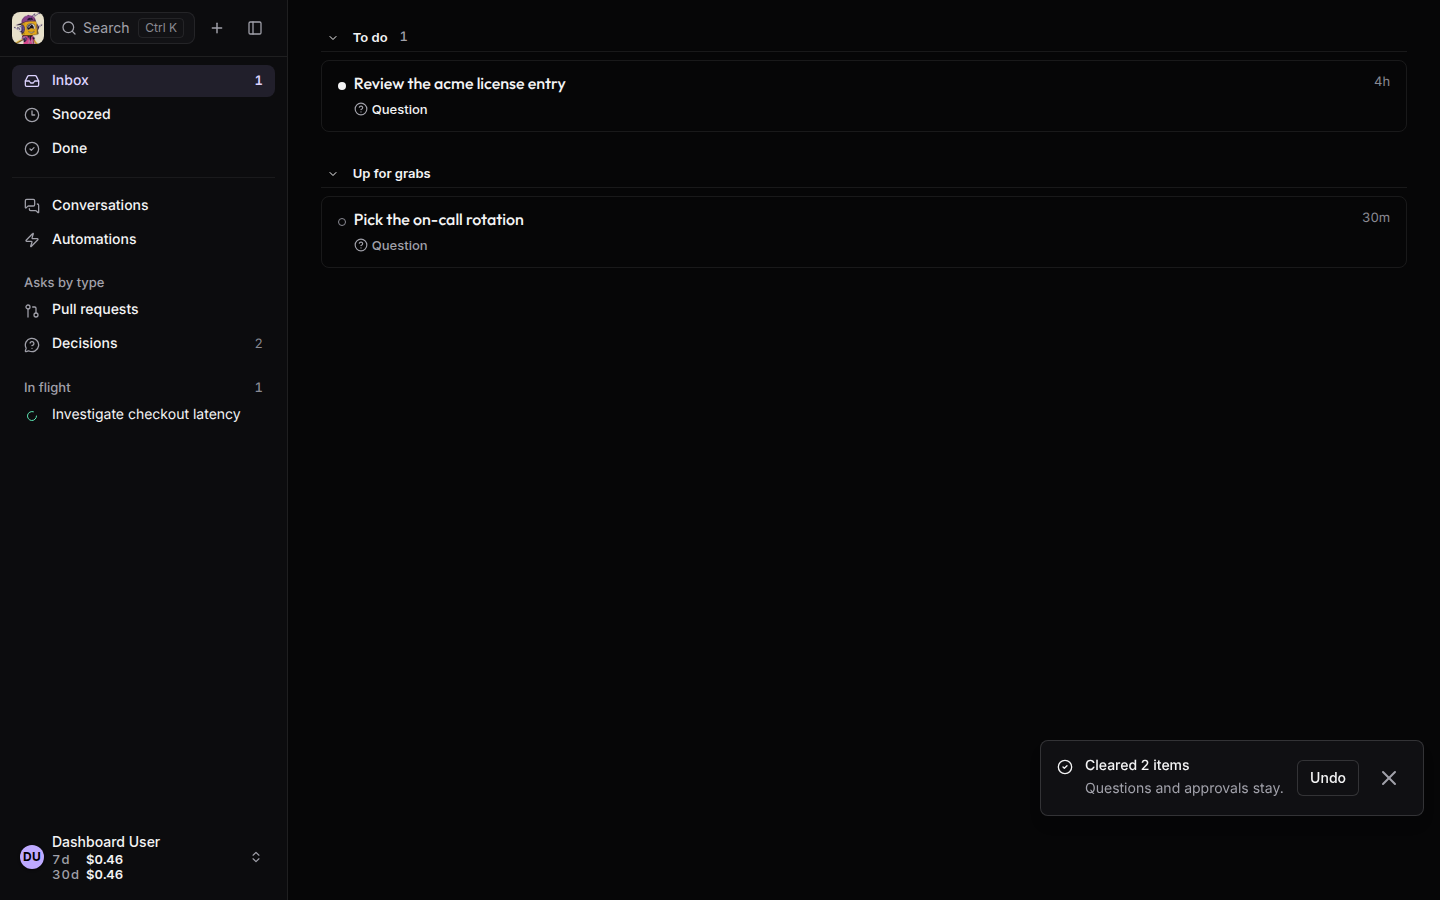 Search Ctrl K
Inbox 1
Snoozed
Done
Conversations
Automations
Asks by type
Pull requests
Decisions 2
In flight 1
Investigate checkout latency
DU
Dashboard User
7d $0.46
30d $0.46
To do 1
Review the acme license entry 4h
Question
Up for grabs
Pick the on-call rotation 30m
Question
Cleared 2 items
Questions and approvals stay.
Undo